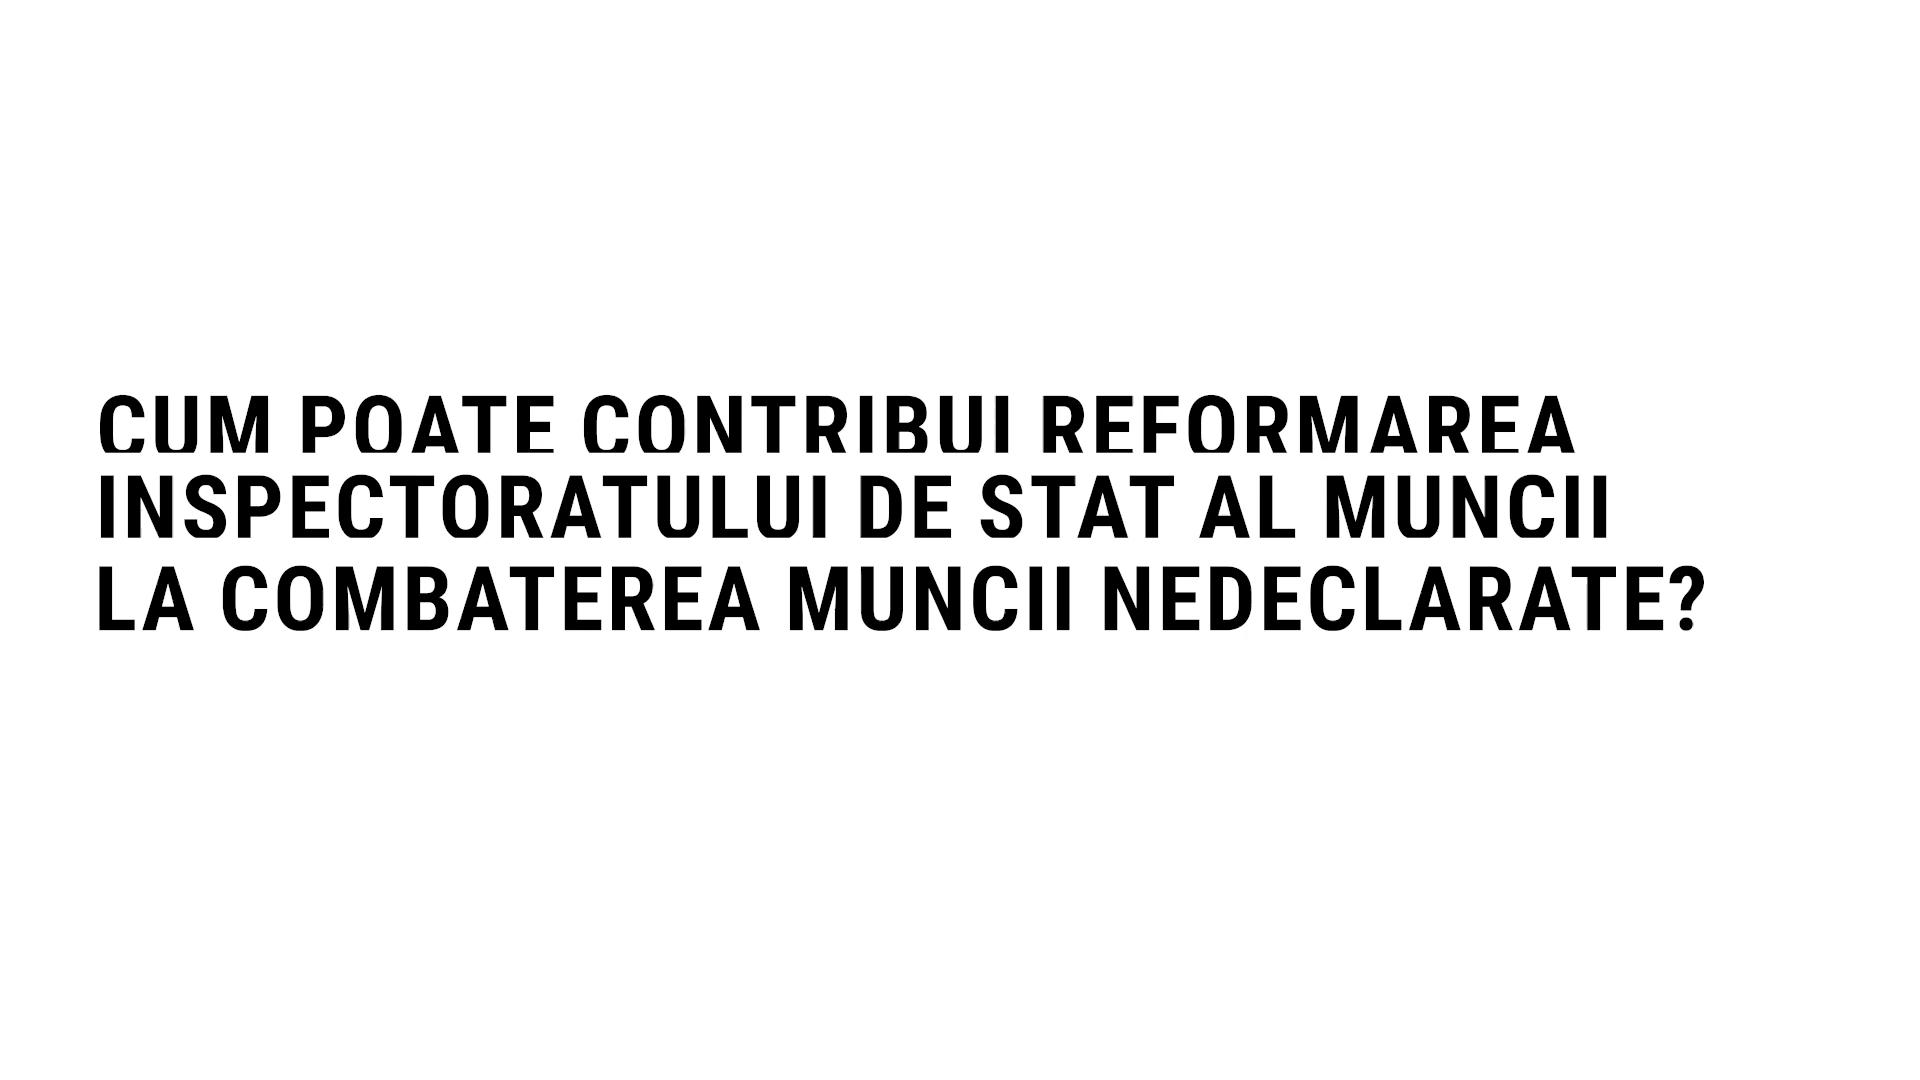 CUM POATE CONTRIBUI REFORMAREA
INSPECTORATULUI DE STAT AL MUNCII
LA COMBATEREA MUNCII NEDECLARATE?